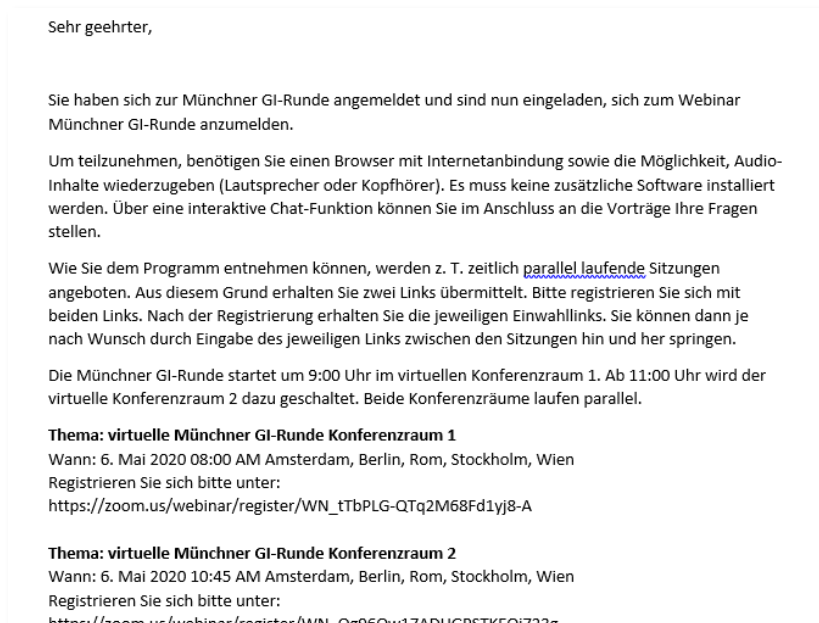 Sehr geehrter,
Sie haben sich zur Münchner GI-Runde angemeldet und sind nun eingeladen, sich zum Webinar
Münchner GI-Runde anzumelden.
Um teilzunehmen, benötigen Sie einen Browser mit Internetanbindung sowie die Möglichkeit, Audio-
Inhalte wiederzugeben (Lautsprecher oder Kopfhörer). Es muss keine zusätzliche Software installiert
werden. Über eine interaktive Chat-Funktion können Sie im Anschluss an die Vorträge Ihre Fragen
stellen.
Wie Sie dem Programm entnehmen können, werden z. T. zeitlich parallel laufende Sitzungen
angeboten. Aus diesem Grund erhalten Sie zwei Links übermittelt. Bitte registrieren Sie sich mit
beiden Links. Nach der Registrierung erhalten Sie die jeweiligen Einwahllinks. Sie können dann je
nach Wunsch durch Eingabe des jeweiligen Links zwischen den Sitzungen hin und her springen.
Die Münchner GI-Runde startet um 9:00 Uhr im virtuellen Konferenzraum 1. Ab 11:00 Uhr wird der
virtuelle Konferenzraum 2 dazu geschaltet. Beide Konferenzräume laufen parallel.
Thema: virtuelle Münchner GI-Runde Konferenzraum 1
Wann: 6. Mai 2020 08:00 AM Amsterdam, Berlin, Rom, Stockholm, Wien
Registrieren Sie sich bitte unter:
https://zoom.us/webinar/register/WN_tTbPLG-QTq2M68Fd1yj8-A
Thema: virtuelle Münchner GI-Runde Konferenzraum 2
Wann: 6. Mai 2020 10:45 AM Amsterdam, Berlin, Rom, Stockholm, Wien
Registrieren Sie sich bitte unter: